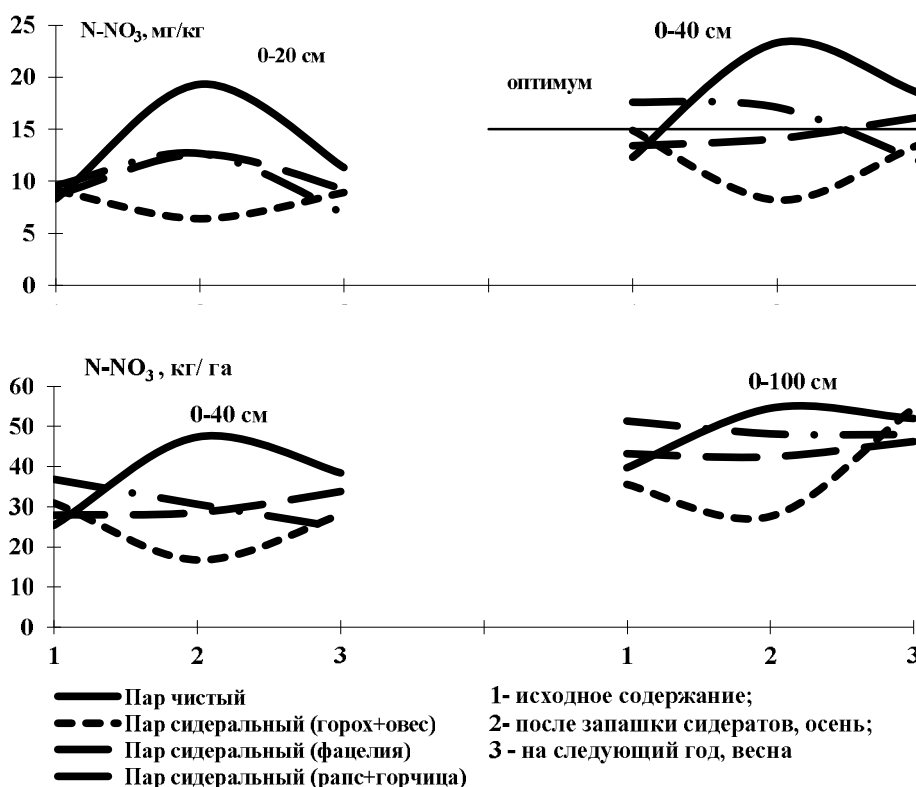 N-NO3, мг/кг
0-20 см
0-40 см
оптимум
25
20
15
10
5
0
N-NO3 , кг/ га
0-40 см
0-100 см
60
50
40
30
20
10
0
1 2 3 1 2 3
Пар чистый
Пар сидеральный (горох+овес)
Пар сидеральный (фацелия)
Пар сидеральный (рапс+горчица)
1- исходное содержание;
2- после запашки сидератов, осень;
3 - на следующий год, весна